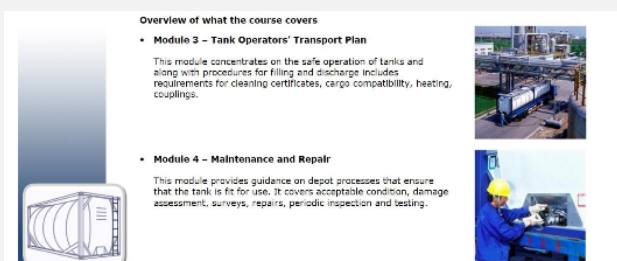 Overview of what the course covers
• Module 3 – Tank Operators' Transport Plan
This module concentrates on the safe operation of tanks and
along with procedures for filling and discharge includes
requirements for cleaning certificates, cargo compatibility, heating,
couplings.
• Module 4 – Maintenance and Repair
This module provides guidance on depot processes that ensure
that the tank is fit for use. It covers acceptable condition, damage
assessment, surveys, repairs, periodic inspection and testing.